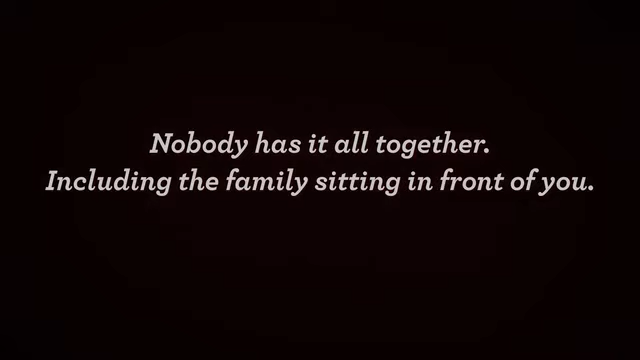 Nobody has it all together.
Including the family sitting in front of you.